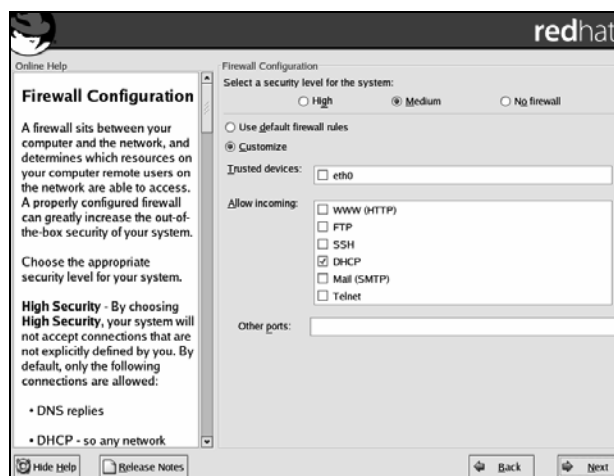 redhat
Online Help
Firewall Configuration
A firewall sits between your
computer and the network, and
determines which resources on
your computer remote users on
the network are able to access.
A properly configured firewall
can greatly increase the out-of-
the-box security of your system.
Choose the appropriate
security level for your system.
High Security - By choosing
High Security, your system will
not accept connections that are
not explicitly defined by you. By
default, only the following
connections are allowed:
• DNS replies
• DHCP - so any network
Firewall Configuration
Select a security level for the system:
High Medium No firewall
Use default firewall rules
Customize
Trusted devices: eth0
Allow incoming: WWW (HTTP)
FTP
SSH
DHCP
Mail (SMTP)
Telnet
Other ports:
Hide Help Release Notes Back Next